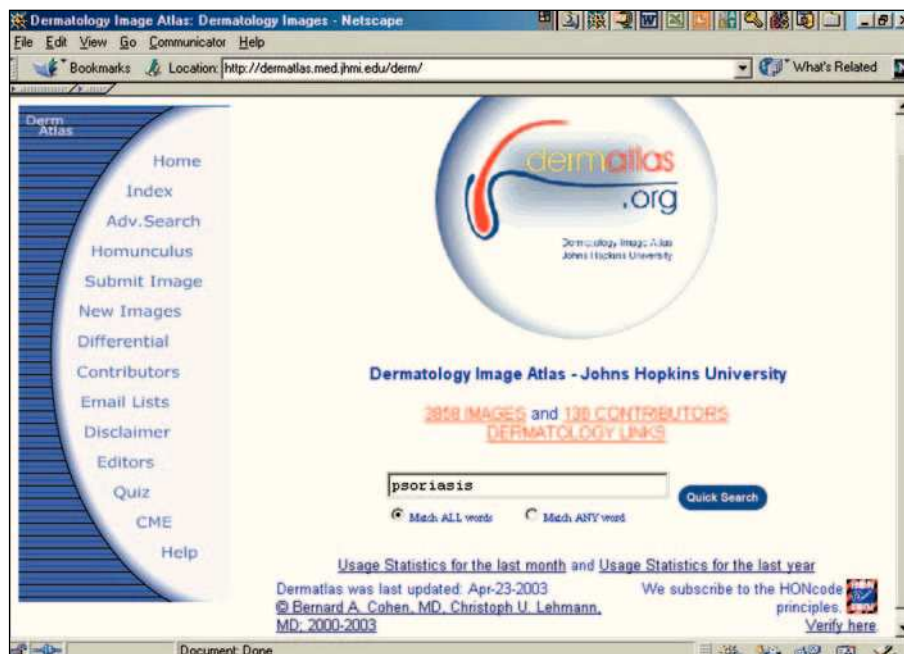 Dermatology Image Atlas: Dermatology Images - Netscape
File Edit View Go Communicator Help
Bookmarks Location: http://dermatlas.med.jhmi.edu/derm/ What's Related
Derm
Atlas
Home
Index
Adv.Search
Homunculus
Submit Image
New Images
Differential
Contributors
Email Lists
Disclaimer
Editors
Quiz
CME
Help
dermatlas
.org
Dermatology Image Atlas
Johns Hopkins University
Dermatology Image Atlas - Johns Hopkins University
3858 IMAGES and 138 CONTRIBUTORS
DERMATOLOGY LINKS
psoriasis
Quick Search
Match ALL words Match ANY word
Usage Statistics for the last month and Usage Statistics for the last year
Dermatlas was last updated: Apr-23-2003
© Bernard A. Cohen, MD, Christoph U. Lehmann,
MD; 2000-2003
We subscribe to the HONcode
principles.
Verify here.
Document: Done